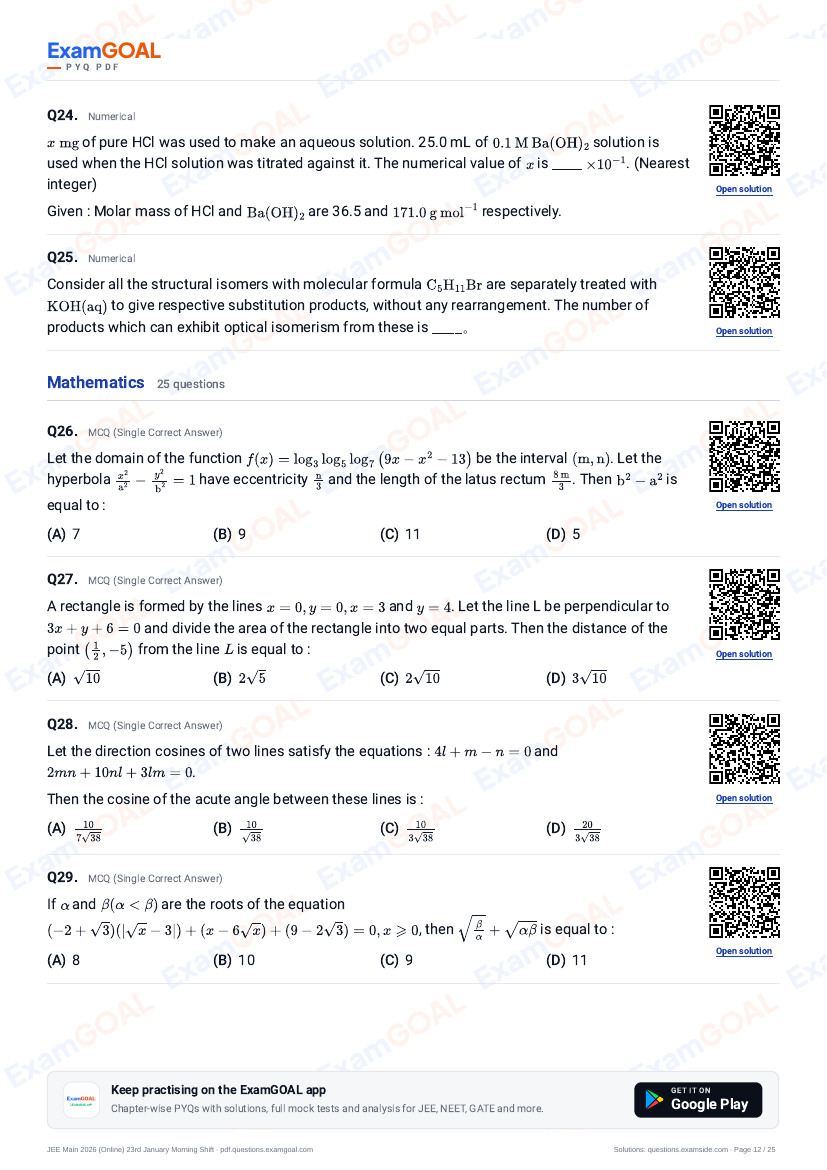 ExamGOAL
PYQ PDF
Q24. Numerical
x mg of pure HCl was used to make an aqueous solution. 25.0 mL of 0.1 M Ba(OH)₂ solution is
used when the HCl solution was titrated against it. The numerical value of x is ____ ×10⁻¹. (Nearest
integer)
Given : Molar mass of HCl and Ba(OH)₂ are 36.5 and 171.0 g mol⁻¹ respectively.
Open solution
Q25. Numerical
Consider all the structural isomers with molecular formula C₅H₁₁Br are separately treated with
KOH(aq) to give respective substitution products, without any rearrangement. The number of
products which can exhibit optical isomerism from these is ____。
Open solution
Mathematics 25 questions
Q26. MCQ (Single Correct Answer)
Let the domain of the function f(x) = log₃ log₅ log₇ (9x − x² − 13) be the interval (m, n). Let the
hyperbola x²/a² − y²/b² = 1 have eccentricity n/3 and the length of the latus rectum 8m/3. Then b² − a² is
equal to :
(A) 7 (B) 9 (C) 11 (D) 5
Open solution
Q27. MCQ (Single Correct Answer)
A rectangle is formed by the lines x = 0, y = 0, x = 3 and y = 4. Let the line L be perpendicular to
3x + y + 6 = 0 and divide the area of the rectangle into two equal parts. Then the distance of the
point (1/2, −5) from the line L is equal to :
(A) √10 (B) 2√5 (C) 2√10 (D) 3√10
Open solution
Q28. MCQ (Single Correct Answer)
Let the direction cosines of two lines satisfy the equations : 4l + m − n = 0 and
2mn + 10nl + 3lm = 0.
Then the cosine of the acute angle between these lines is :
(A) 10/7√38 (B) 10/√38 (C) 10/3√38 (D) 20/3√38
Open solution
Q29. MCQ (Single Correct Answer)
If α and β(α < β) are the roots of the equation
(−2 + √3)(|√x − 3|) + (x − 6√x) + (9 − 2√3) = 0, x ⩾ 0, then √(β/α) + √(αβ) is equal to :
(A) 8 (B) 10 (C) 9 (D) 11
Open solution
Keep practising on the ExamGOAL app
Chapter-wise PYQs with solutions, full mock tests and analysis for JEE, NEET, GATE and more.
GET IT ON
Google Play
JEE Main 2026 (Online) 23rd January Morning Shift · pdf.questions.examgoal.com
Solutions: questions.examside.com · Page 12 / 25